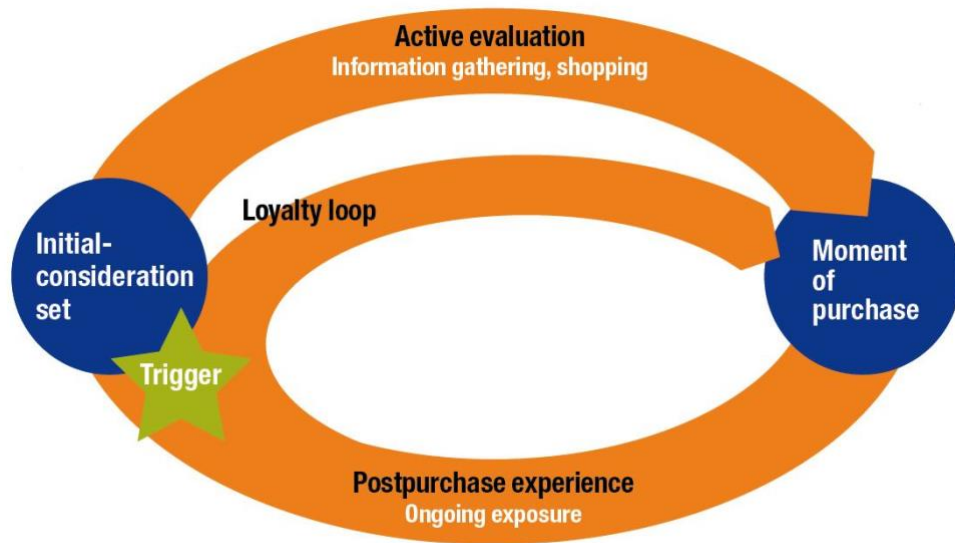 Active evaluation
Information gathering, shopping
Loyalty loop
Initial-
consideration
set
Moment
of
purchase
Trigger
Postpurchase experience
Ongoing exposure